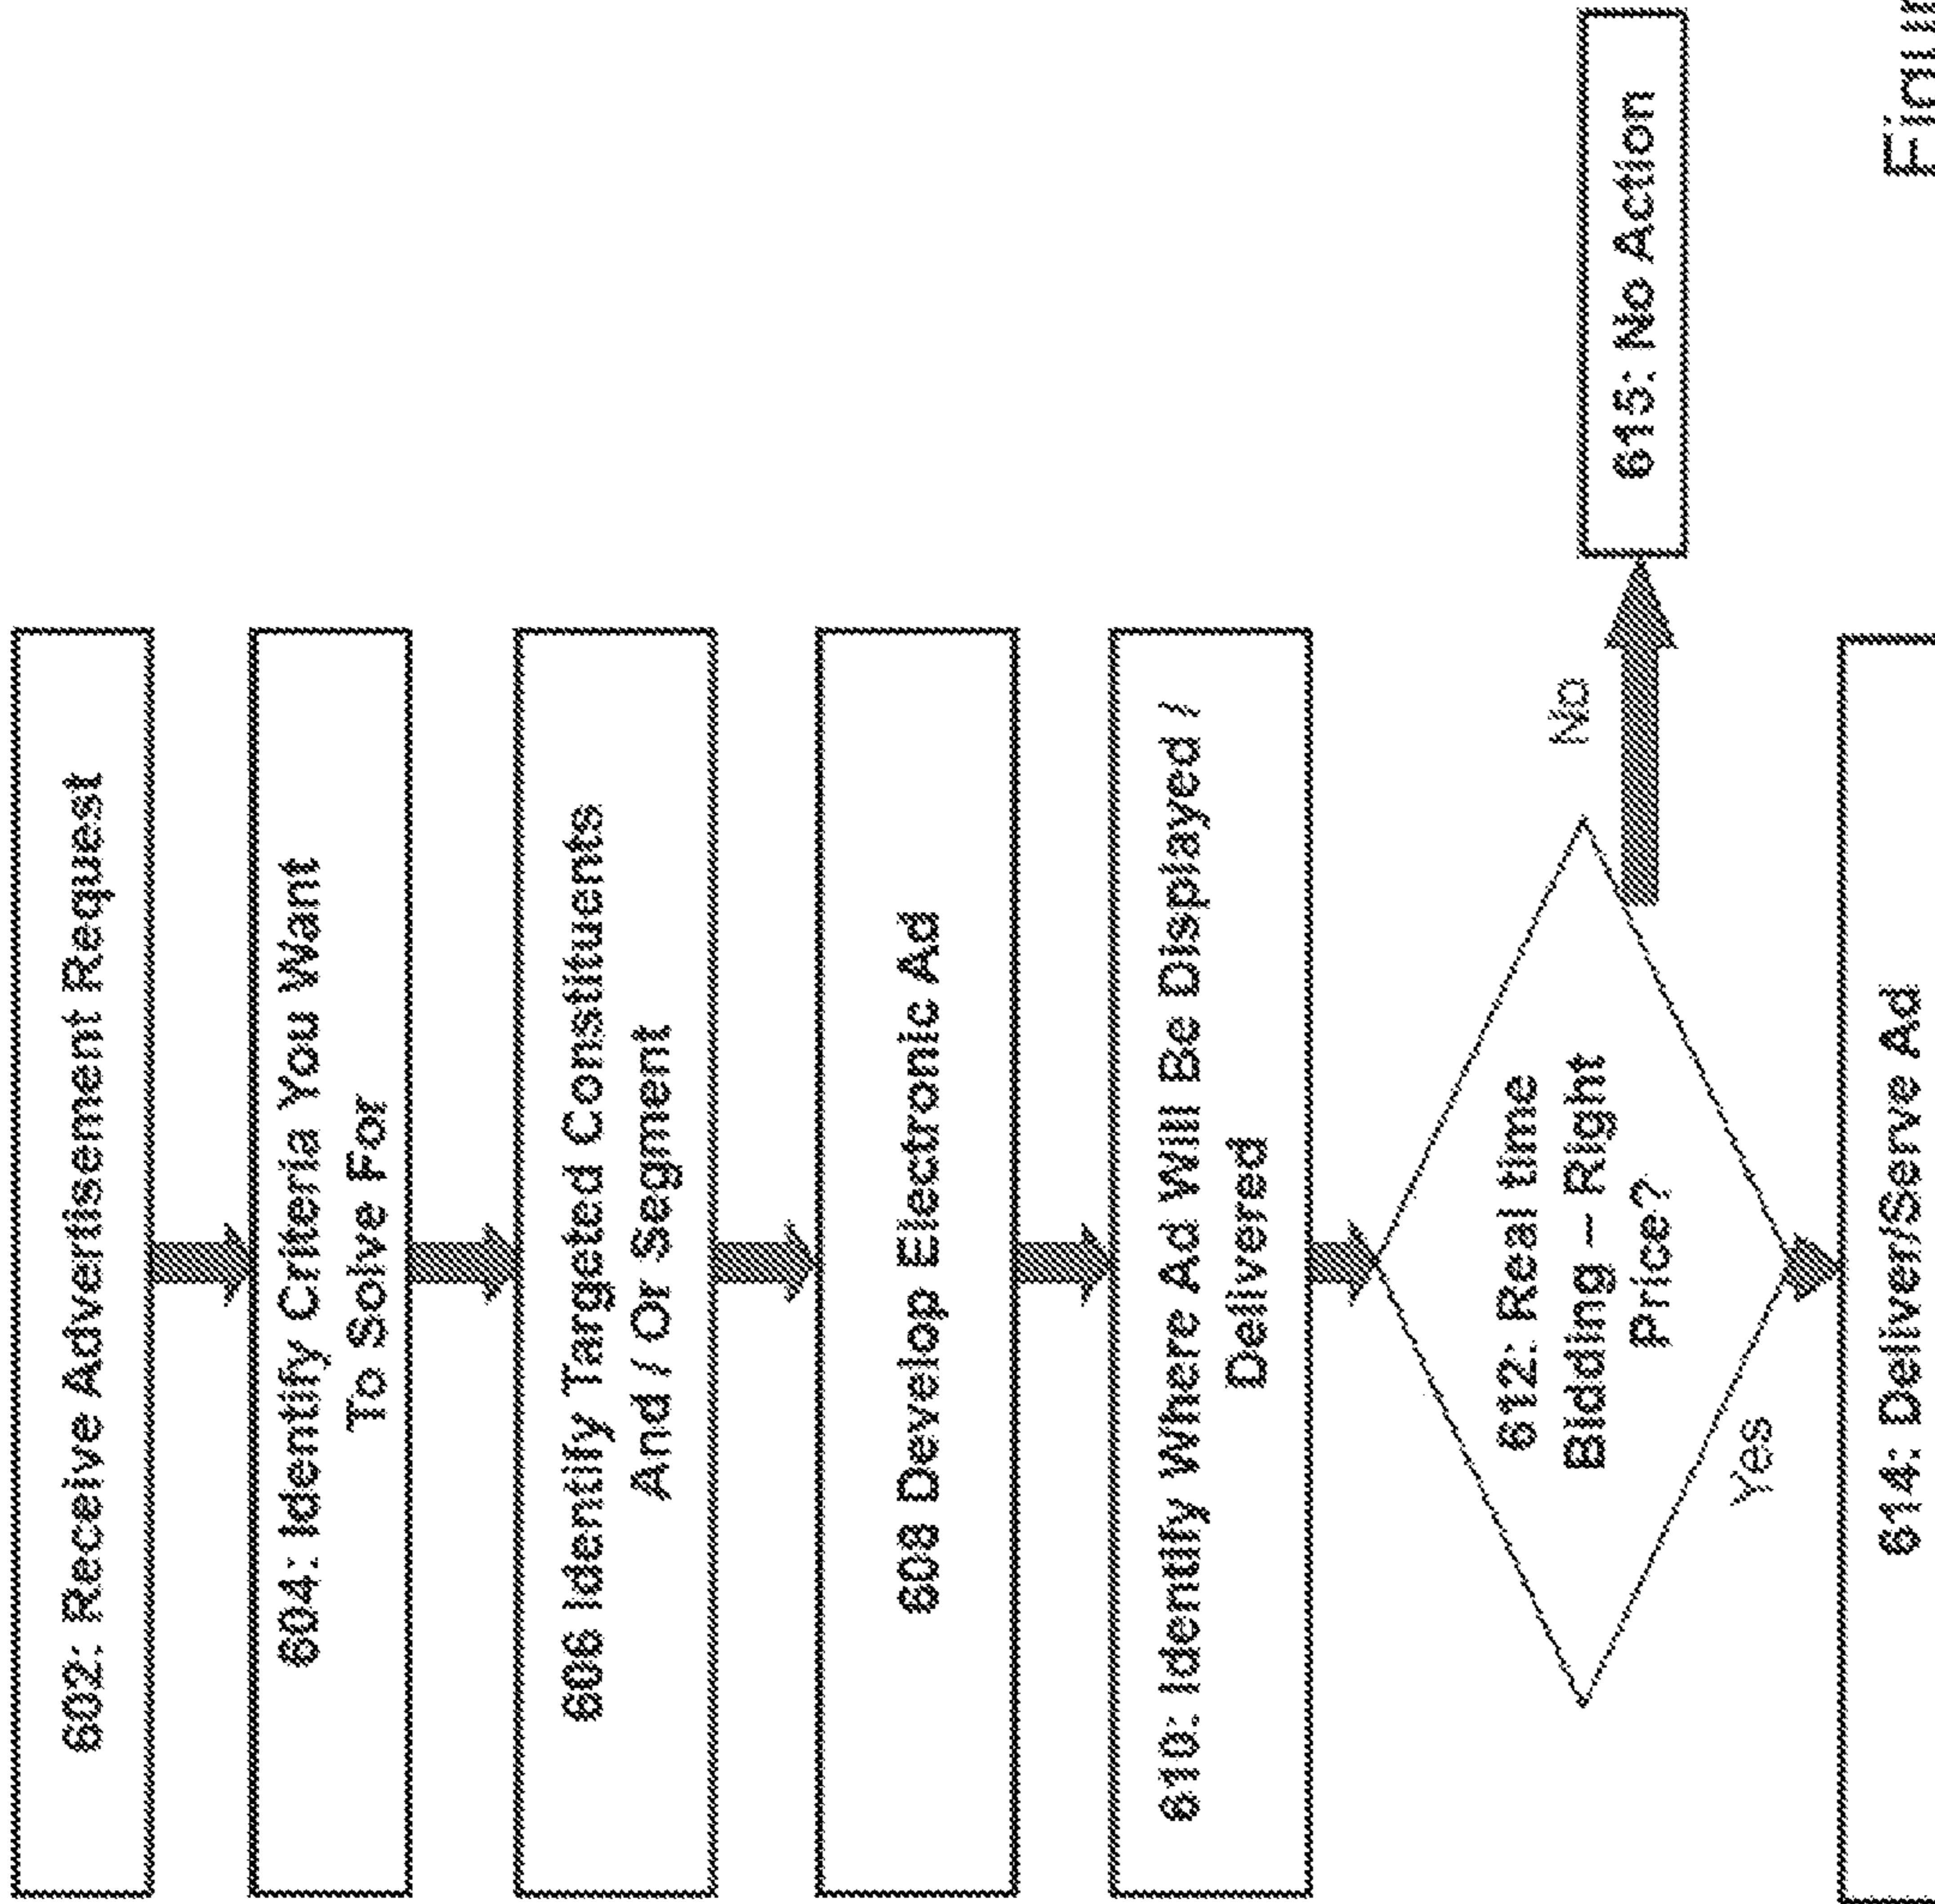 602: Receive Advertisement Request
604: Identify Criteria You Want
To Solve For
606 Identify Targeted Constituents
And / Or Segment
608 Develop Electronic Ad
610: Identify Where Ad Will Be Displayed /
Delivered
612: Real time
Bidding – Right
Price?
No
615: No Action
Yes
614: Deliver/Serve Ad